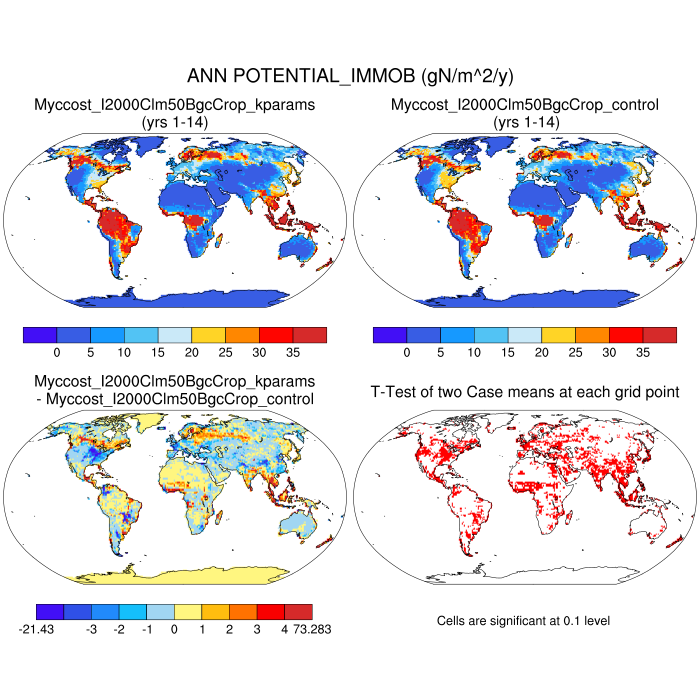 ANN POTENTIAL_IMMOB (gN/m^2/y)
Myccost_I2000Clm50BgcCrop_kparams
(yrs 1-14)
Myccost_I2000Clm50BgcCrop_control
(yrs 1-14)
0 5 10 15 20 25 30 35
0 5 10 15 20 25 30 35
Myccost_I2000Clm50BgcCrop_kparams
- Myccost_I2000Clm50BgcCrop_control
T-Test of two Case means at each grid point
-21.43 -3 -2 -1 0 1 2 3 4 73.283
Cells are significant at 0.1 level